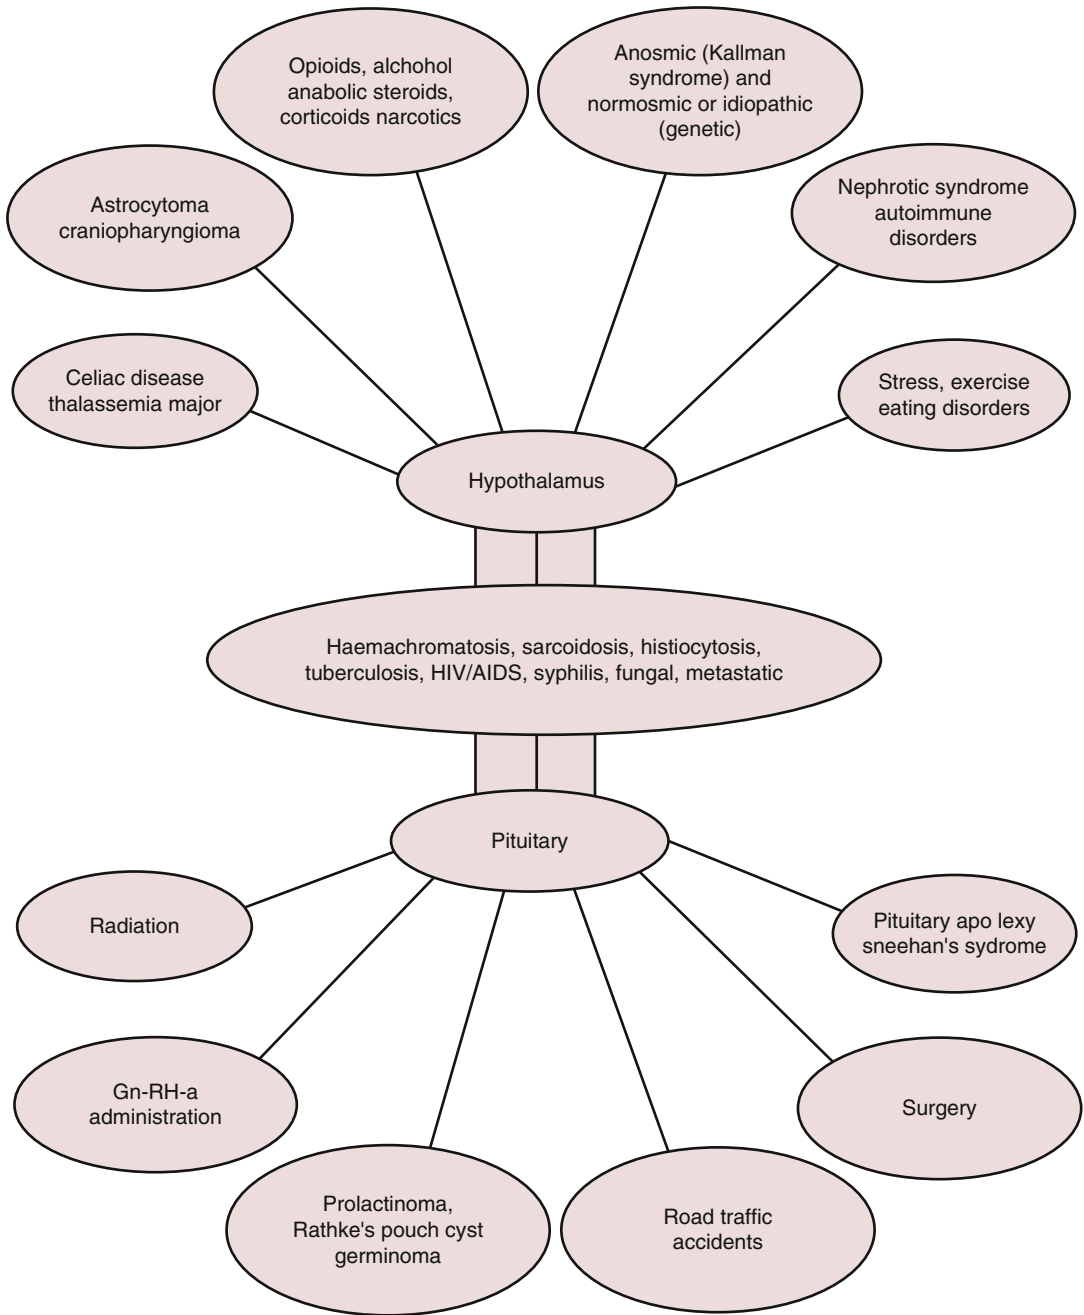 Opioids, alchohol
anabolic steroids,
corticoids narcotics
Anosmic (Kallman
syndrome) and
normosmic or idiopathic
(genetic)
Astrocytoma
craniopharyngioma
Nephrotic syndrome
autoimmune
disorders
Celiac disease
thalassemia major
Stress, exercise
eating disorders
Hypothalamus
Haemachromatosis, sarcoidosis, histiocytosis,
tuberculosis, HIV/AIDS, syphilis, fungal, metastatic
Pituitary
Radiation
Pituitary apo lexy
sneehan's sydrome
Gn-RH-a
administration
Surgery
Prolactinoma,
Rathke's pouch cyst
germinoma
Road traffic
accidents